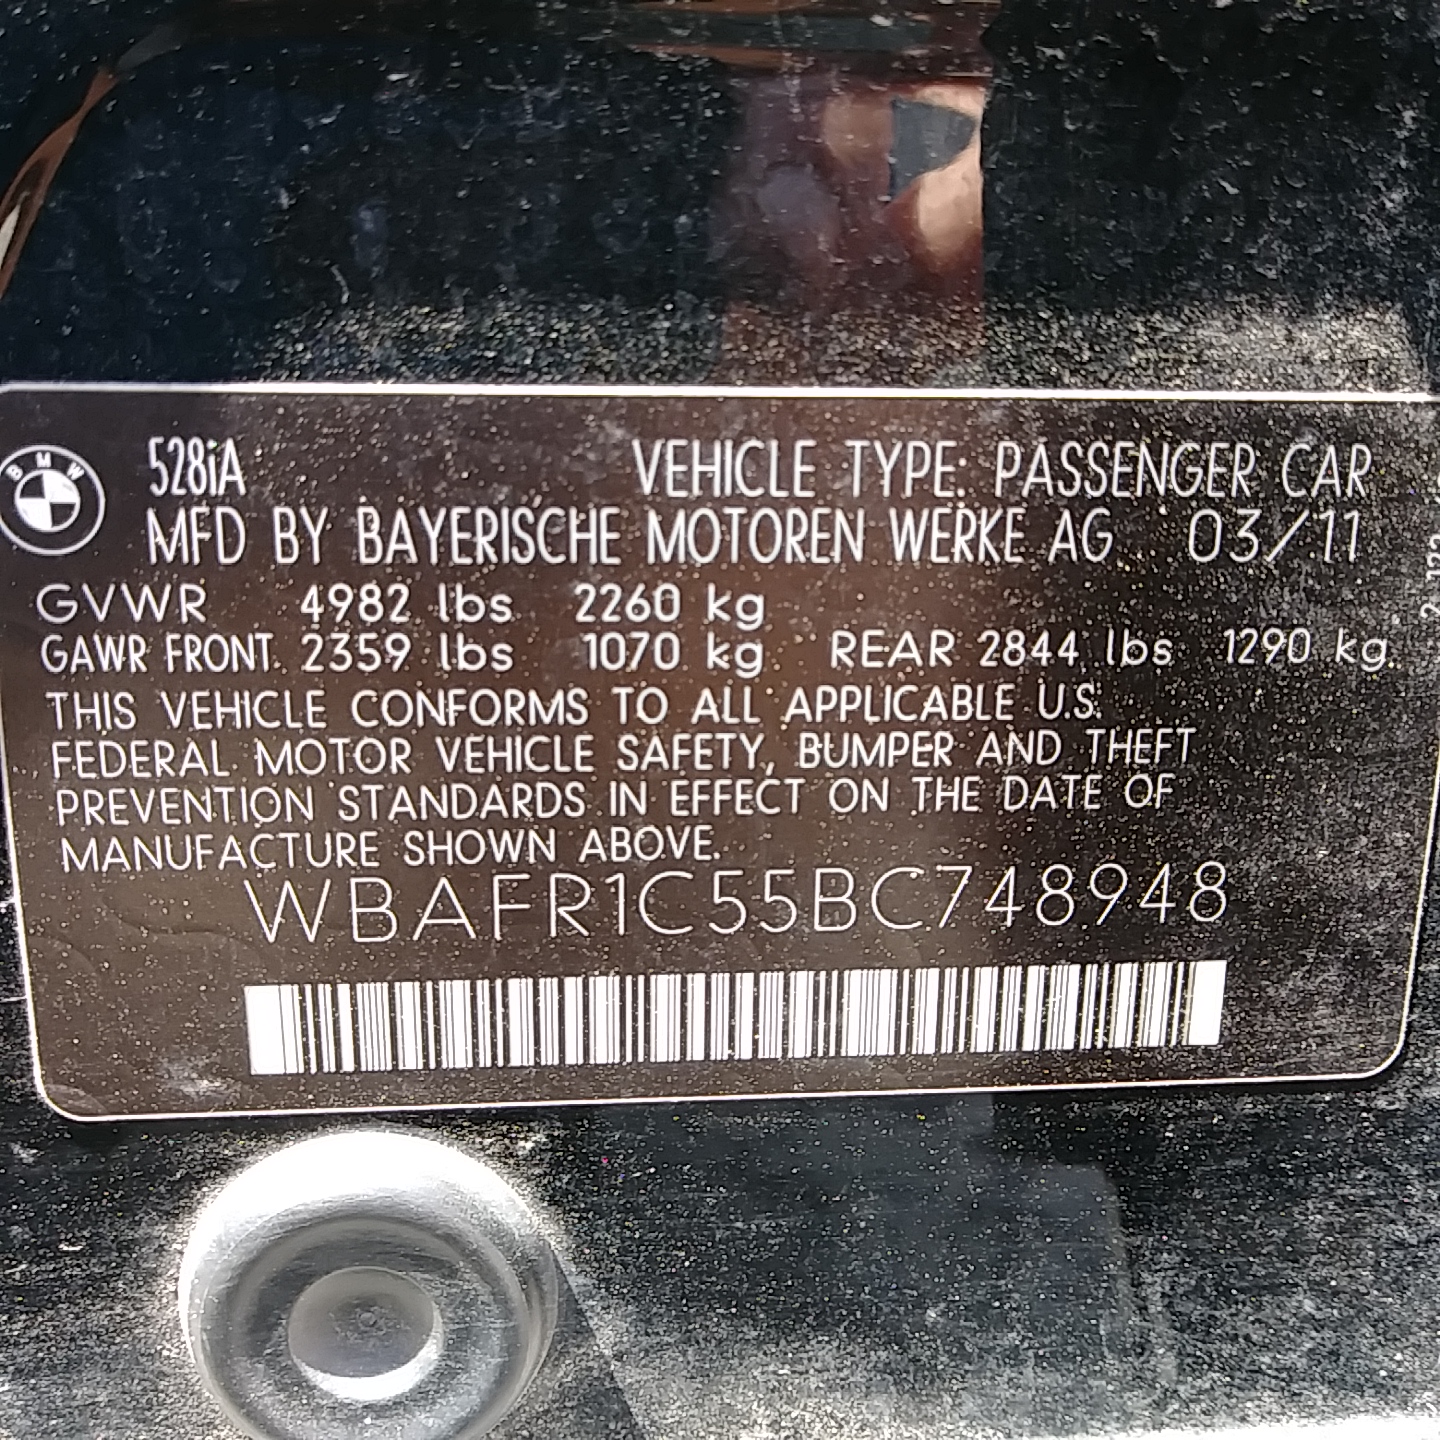 BMW
528iA VEHICLE TYPE: PASSENGER CAR
MFD BY BAYERISCHE MOTOREN WERKE AG 03/11
GVWR 4982 lbs 2260 kg
GAWR FRONT 2359 lbs 1070 kg REAR 2844 lbs 1290 kg
THIS VEHICLE CONFORMS TO ALL APPLICABLE U.S.
FEDERAL MOTOR VEHICLE SAFETY, BUMPER AND THEFT
PREVENTION STANDARDS IN EFFECT ON THE DATE OF
MANUFACTURE SHOWN ABOVE.
WBAFR1C55BC748948